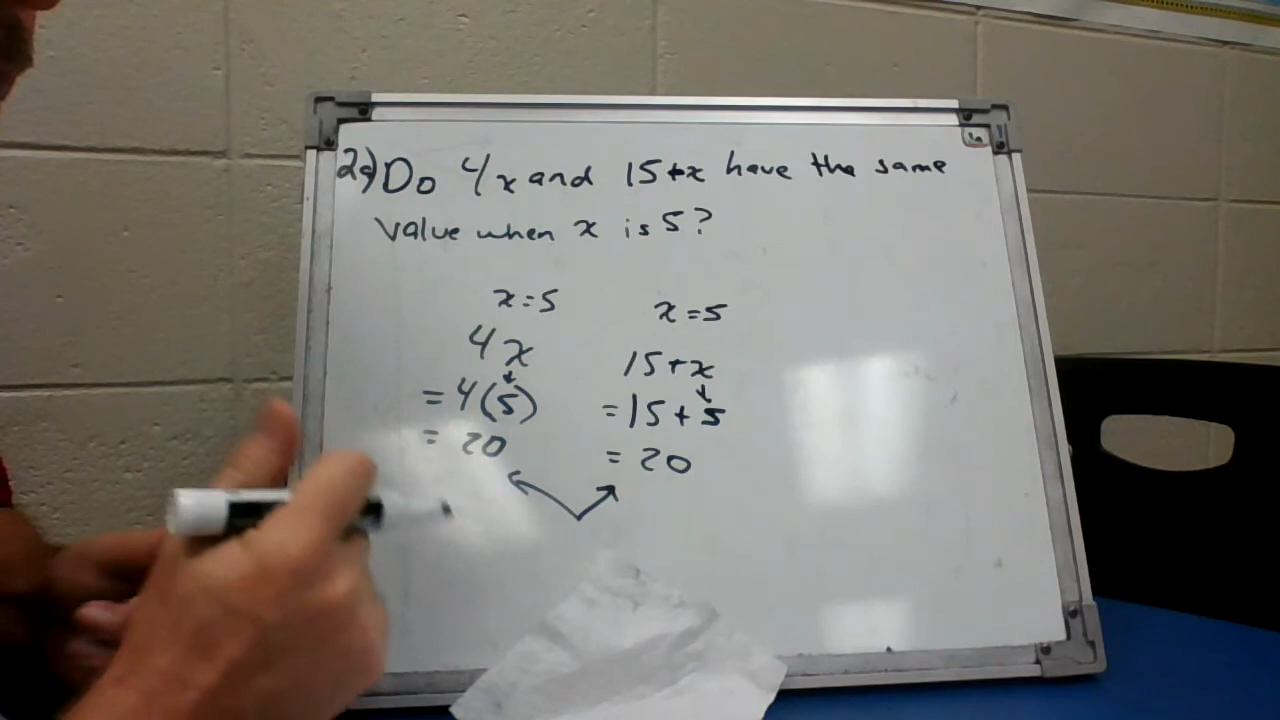 2c) Do 4x and 15+x have the same
value when x is 5?
x=5
4x
=4(5)
= 20
x=5
15+x
=15+5
= 20